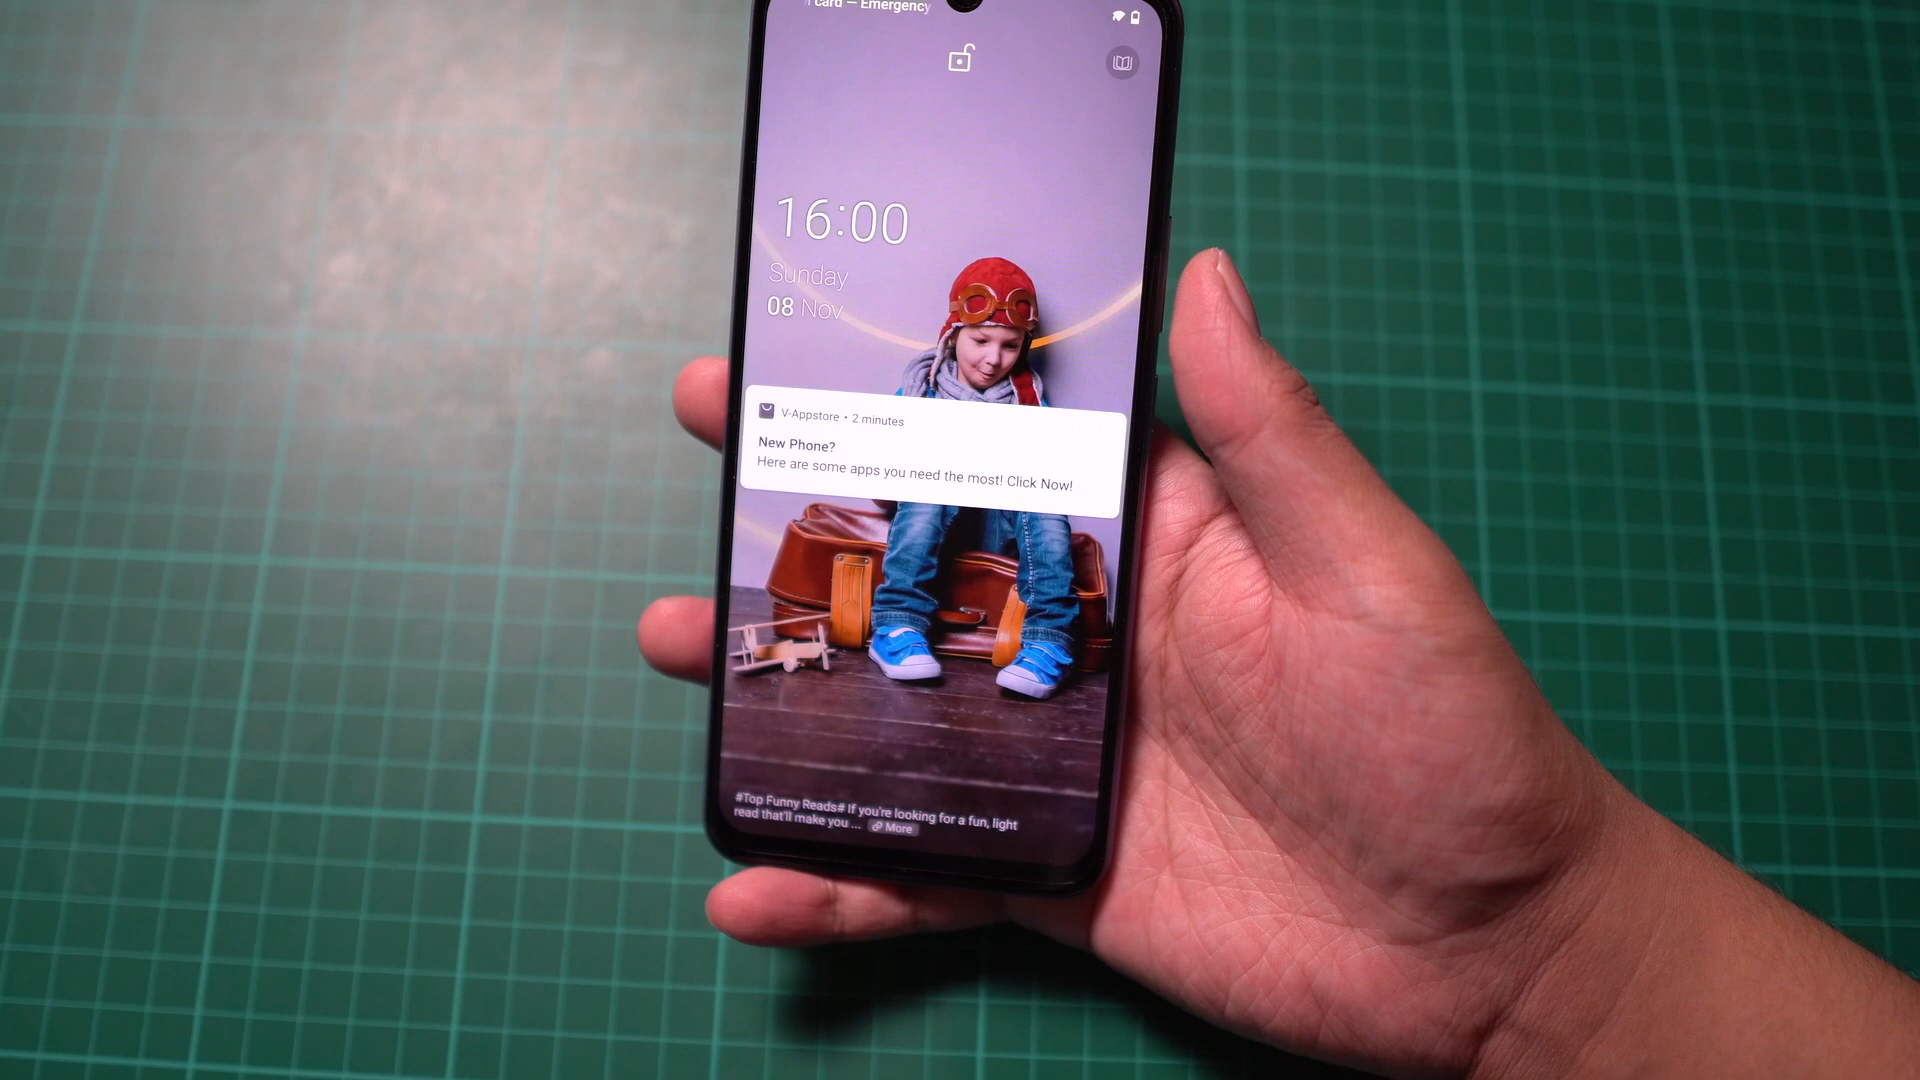 card — Emergency
16:00
Sunday
08 Nov
V-Appstore • 2 minutes
New Phone?
Here are some apps you need the most! Click Now!
#Top Funny Reads# If you're looking for a fun, light
read that'll make you ... More